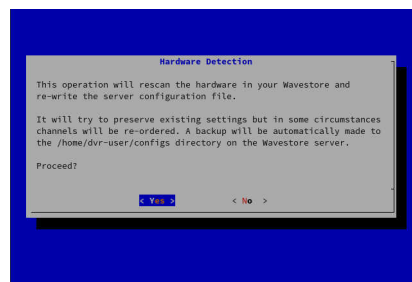 Hardware Detection
This operation will rescan the hardware in your Wavestore and
re-write the server configuration file.
It will try to preserve existing settings but in some circumstances
channels will be re-ordered. A backup will be automatically made to
the /home/dvr-user/configs directory on the Wavestore server.
Proceed?
< Yes > < No >